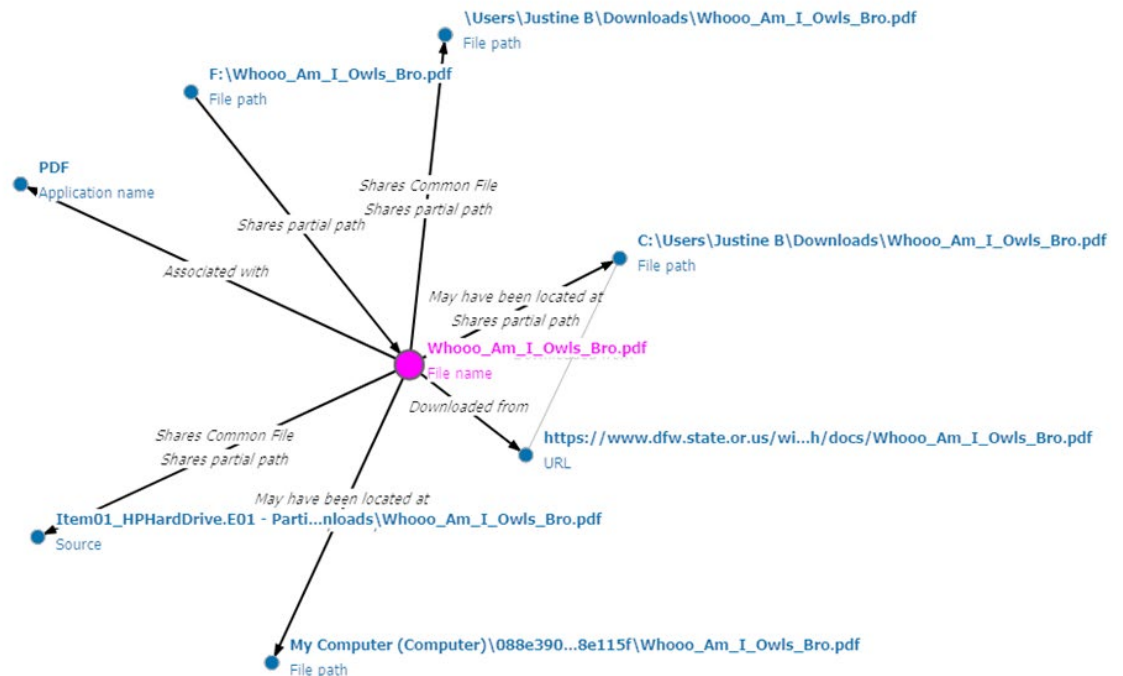 \Users\Justine B\Downloads\Whooo_Am_I_Owls_Bro.pdf
File path
F:\Whooo_Am_I_Owls_Bro.pdf
File path
PDF
Application name
Shares Common File
Shares partial path
Shares partial path
C:\Users\Justine B\Downloads\Whooo_Am_I_Owls_Bro.pdf
File path
Associated with
May have been located at
Shares partial path
Whooo_Am_I_Owls_Bro.pdf
File name
Downloaded from
Shares Common File
Shares partial path
https://www.dfw.state.or.us/wi...h/docs/Whooo_Am_I_Owls_Bro.pdf
URL
May have been located at
Item01_HPHardDrive.E01 - Parti...nloads\Whooo_Am_I_Owls_Bro.pdf
Source
My Computer (Computer)\088e390...8e115f\Whooo_Am_I_Owls_Bro.pdf
File path